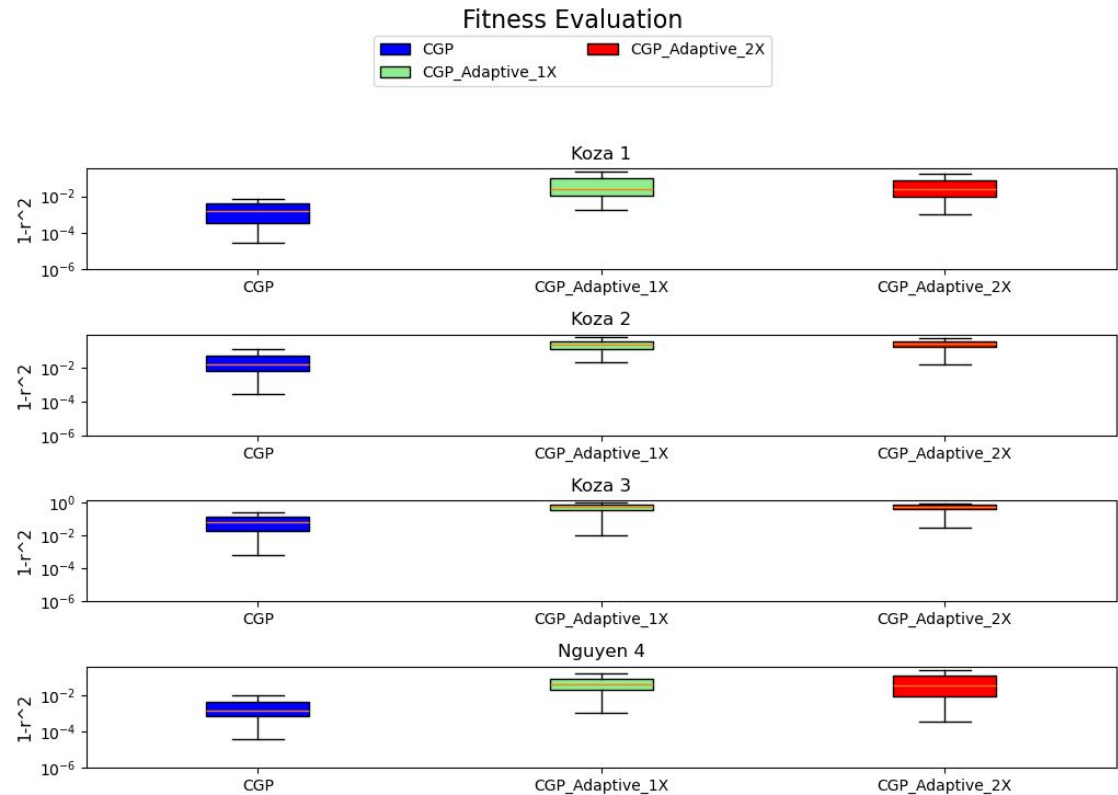 Fitness Evaluation
CGP
CGP_Adaptive_2X
CGP_Adaptive_1X
Koza 1
1-r^2
10⁻²
10⁻⁴
10⁻⁶
CGP
CGP_Adaptive_1X
CGP_Adaptive_2X
Koza 2
1-r^2
10⁻²
10⁻⁴
10⁻⁶
CGP
CGP_Adaptive_1X
CGP_Adaptive_2X
Koza 3
1-r^2
10⁰
10⁻²
10⁻⁴
10⁻⁶
CGP
CGP_Adaptive_1X
CGP_Adaptive_2X
Nguyen 4
1-r^2
10⁻²
10⁻⁴
10⁻⁶
CGP
CGP_Adaptive_1X
CGP_Adaptive_2X